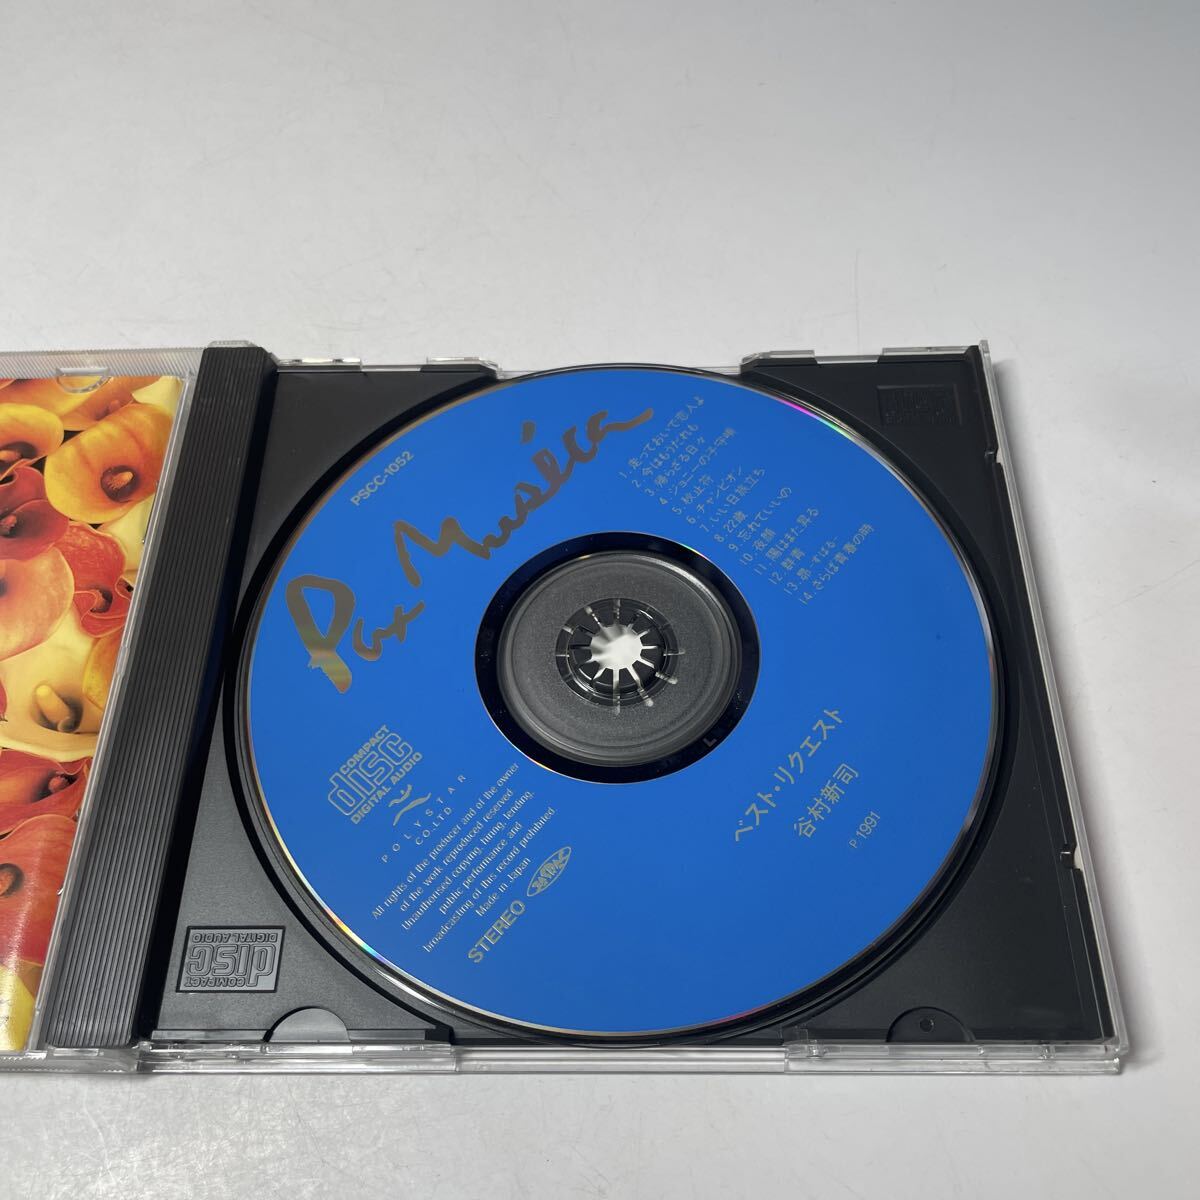 Pax Música
PSCC-1052
1. 走っておいで恋人よ
2. 今はもうだれも
3. 帰らざる日々
4. ジョニーの子守唄
5. 秋止符
6. チャンピオン
7. いい日旅立ち
8. 22歳
9. 忘れていいの
10. 夜顔
11. 陽はまた昇る
12. 群青
13. 昴-すばる-
14. さらば青春の時
ベスト・リクエスト
谷村新司
P.1991
COMPACT
disc
DIGITAL AUDIO
POLYSTAR
CO.,LTD
All rights of the producer and of the owner
of the work reproduced reserved
Unauthorised copying, hiring, lending,
public performance and
broadcasting of this record prohibited
Made in Japan
STEREO
COMPACT
disc
DIGITAL AUDIO